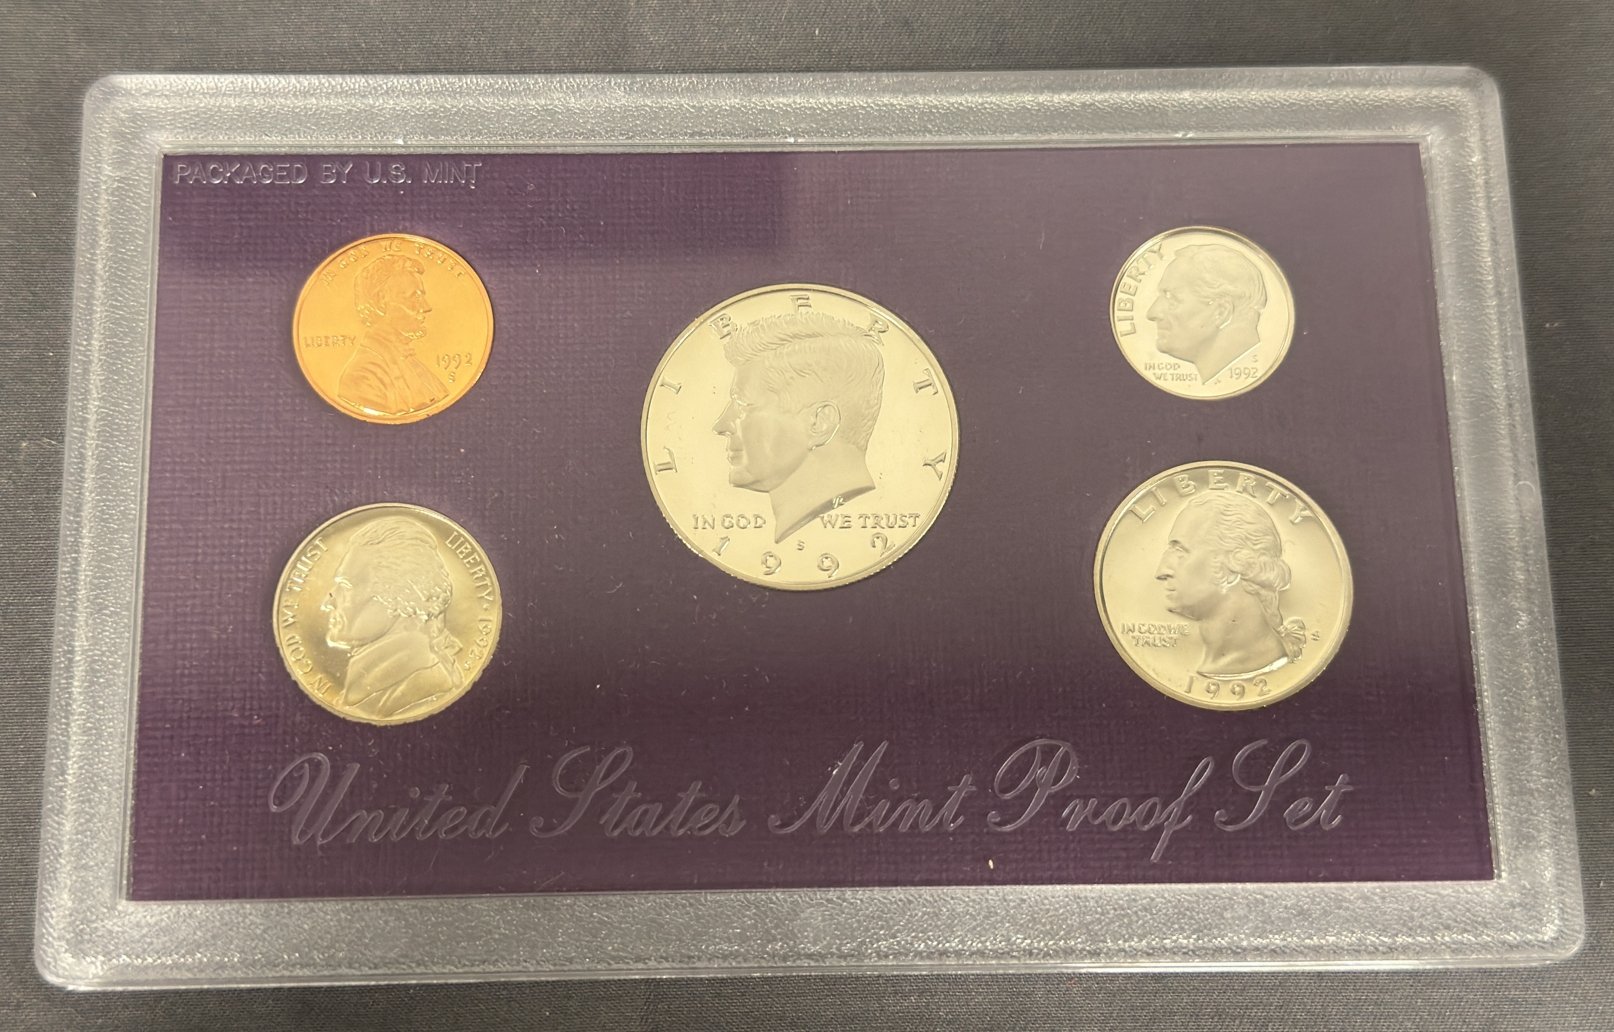 PACKAGED BY U.S. MINT
IN GOD WE TRUST
LIBERTY
1992
S
LIBERTY
IN GOD WE TRUST
1992
S
LIBERTY
S
IN GOD
WE TRUST 1992
IN GOD WE TRUST
LIBERTY · 1992
LIBERTY
IN GOD WE
TRUST
S
1992
United States Mint Proof Set